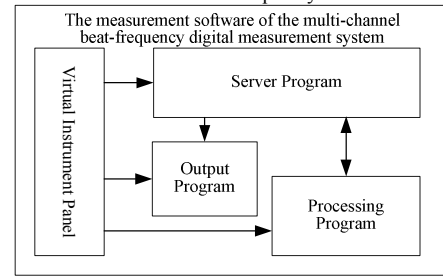 The measurement software of the multi-channel
beat-frequency digital measurement system
Virtual Instrument Panel
Server Program
Output
Program
Processing
Program